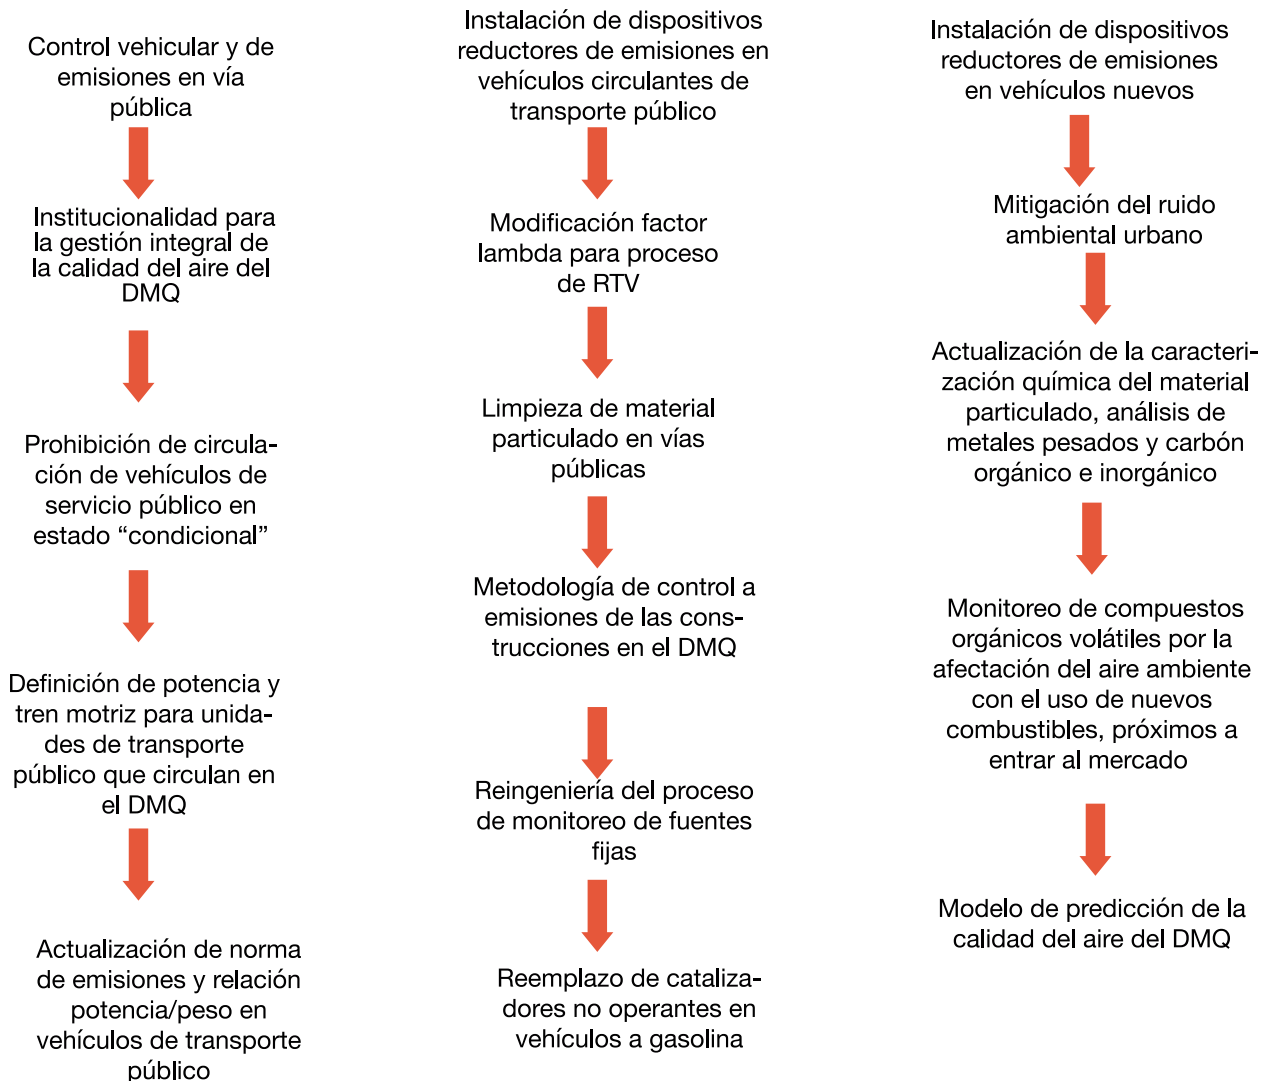 Control vehicular y de
emisiones en vía
pública
Institucionalidad para
la gestión integral de
la calidad del aire del
DMQ
Prohibición de circula-
ción de vehículos de
servicio público en
estado “condicional”
Definición de potencia y
tren motriz para unida-
des de transporte
público que circulan en
el DMQ
Actualización de norma
de emisiones y relación
potencia/peso en
vehículos de transporte
público
Instalación de dispositivos
reductores de emisiones en
vehículos circulantes de
transporte público
Modificación factor
lambda para proceso
de RTV
Limpieza de material
particulado en vías
públicas
Metodología de control a
emisiones de las cons-
trucciones en el DMQ
Reingeniería del proceso
de monitoreo de fuentes
fijas
Reemplazo de cataliza-
dores no operantes en
vehículos a gasolina
Instalación de dispositivos
reductores de emisiones
en vehículos nuevos
Mitigación del ruido
ambiental urbano
Actualización de la caracteri-
zación química del material
particulado, análisis de
metales pesados y carbón
orgánico e inorgánico
Monitoreo de compuestos
orgánicos volátiles por la
afectación del aire ambiente
con el uso de nuevos
combustibles, próximos a
entrar al mercado
Modelo de predicción de la
calidad del aire del DMQ